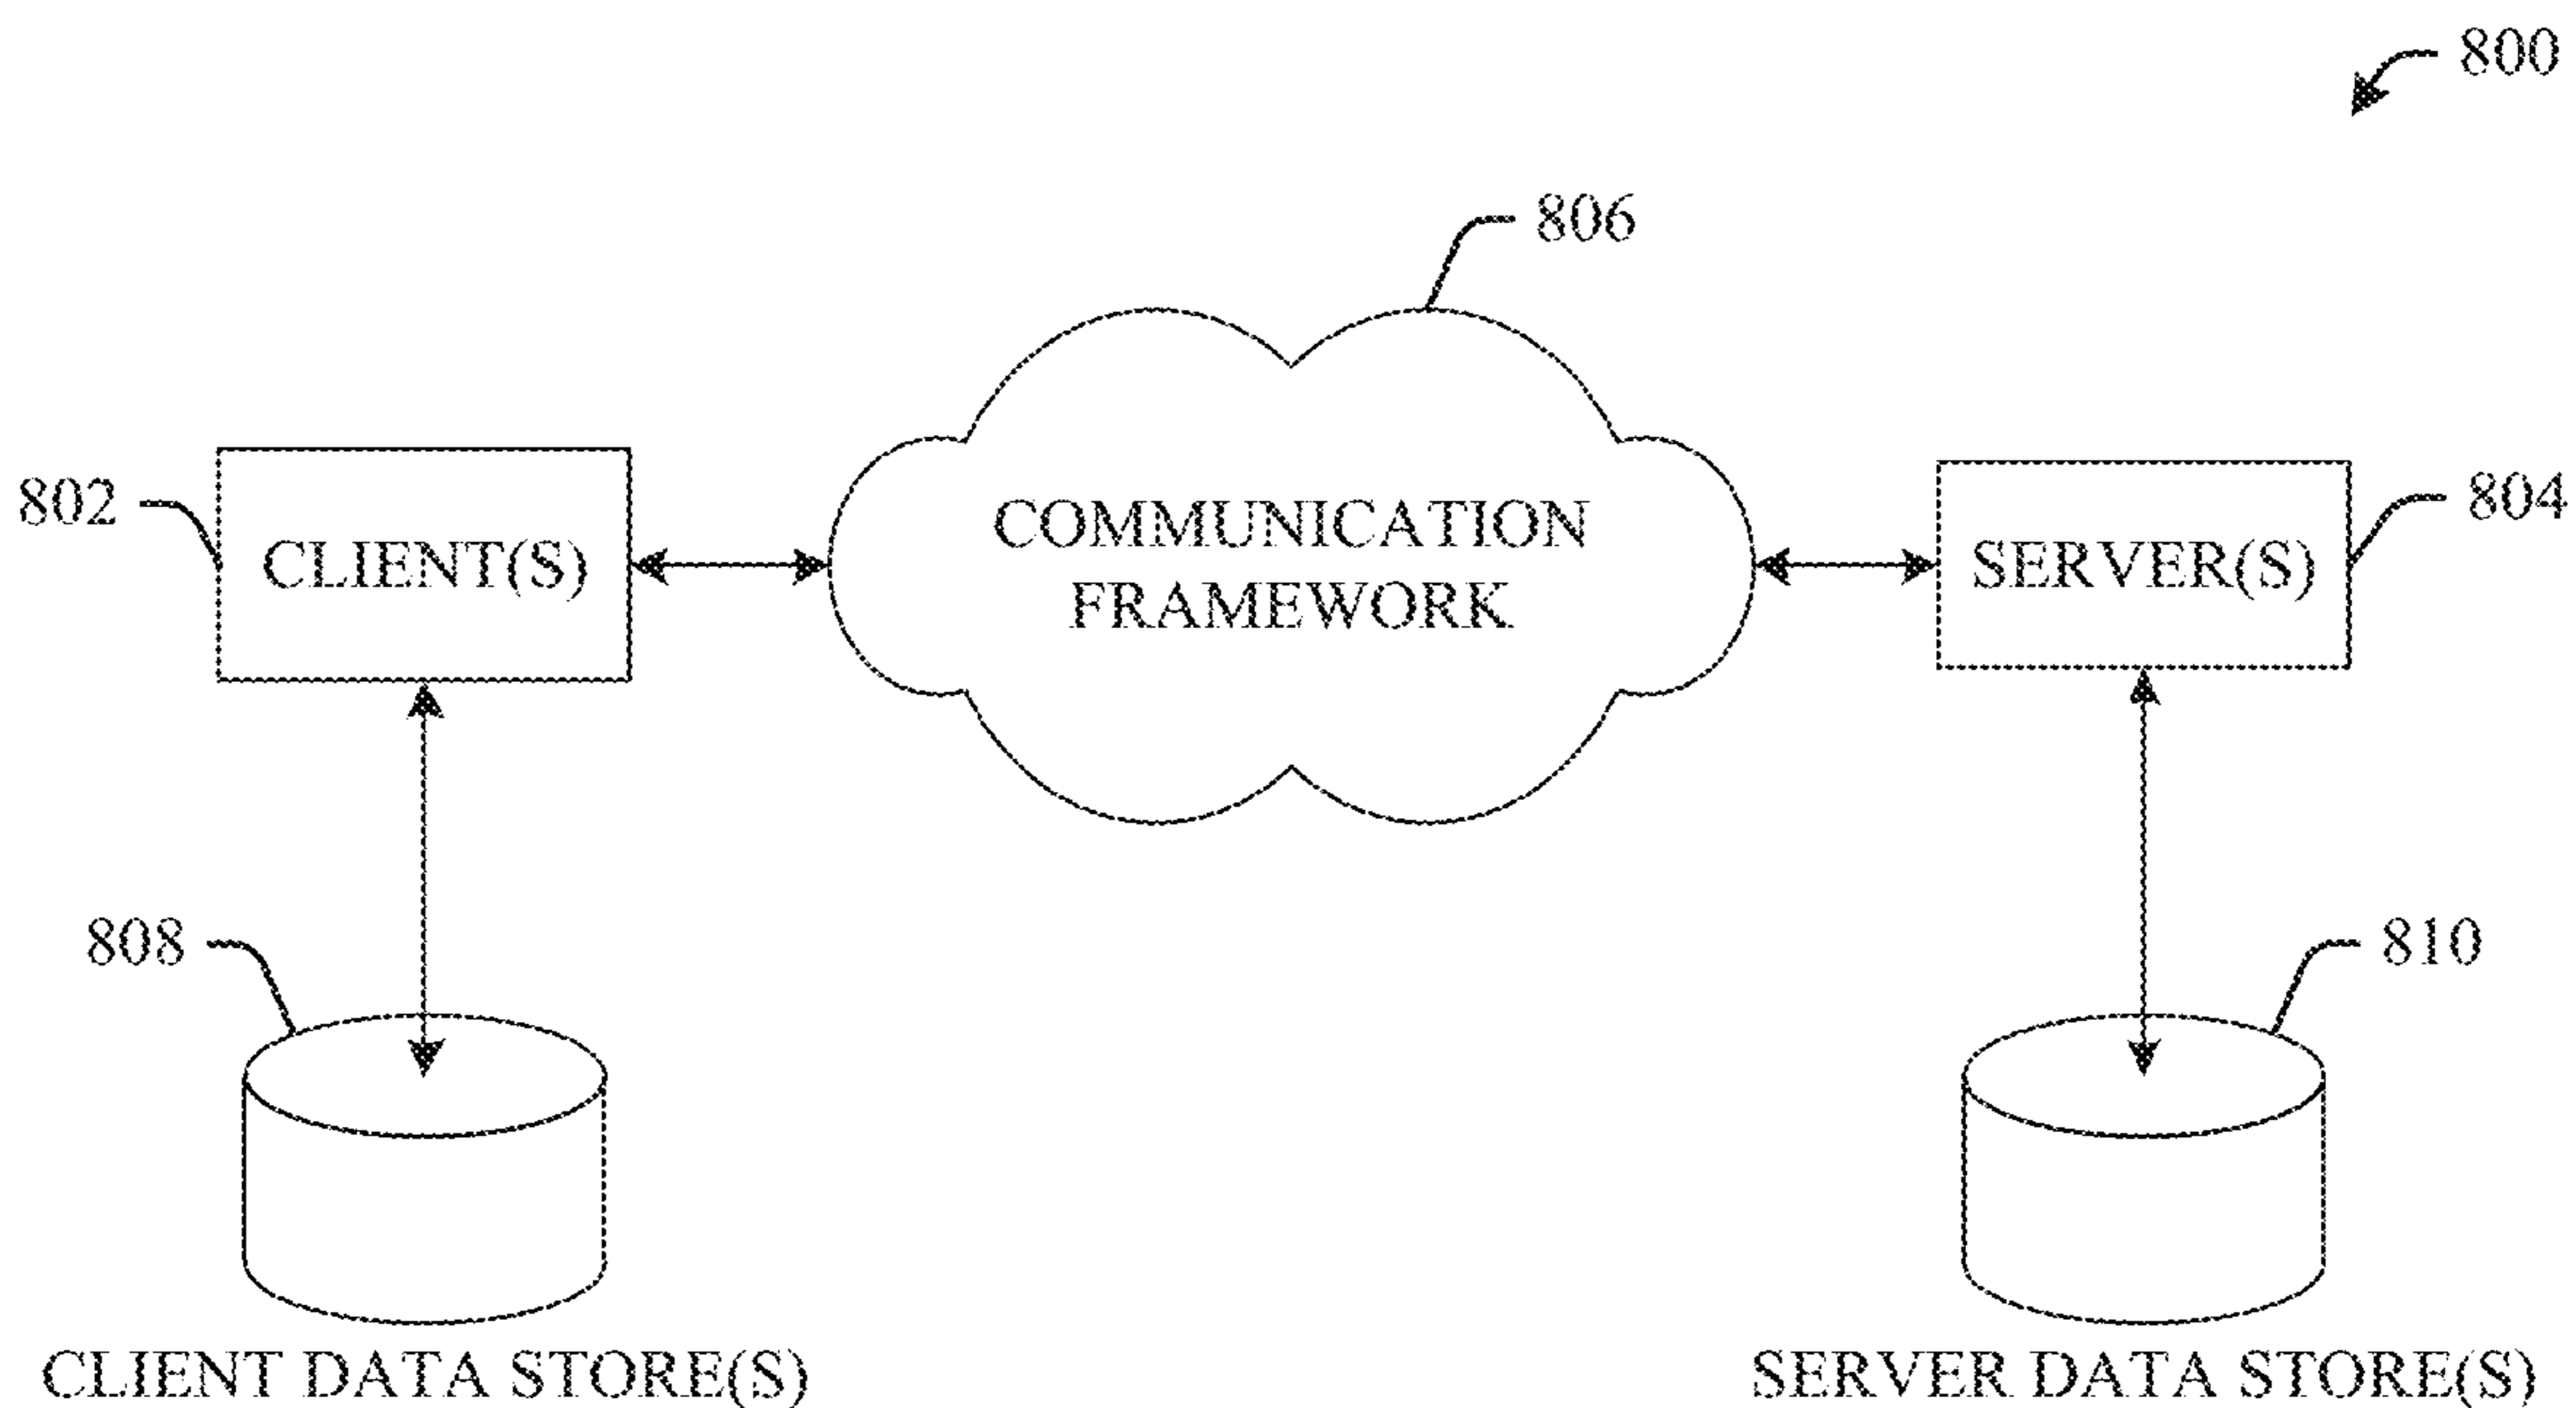 800
806
802
CLIENT(S)
COMMUNICATION
FRAMEWORK
SERVER(S)
804
808
810
CLIENT DATA STORE(S)
SERVER DATA STORE(S)